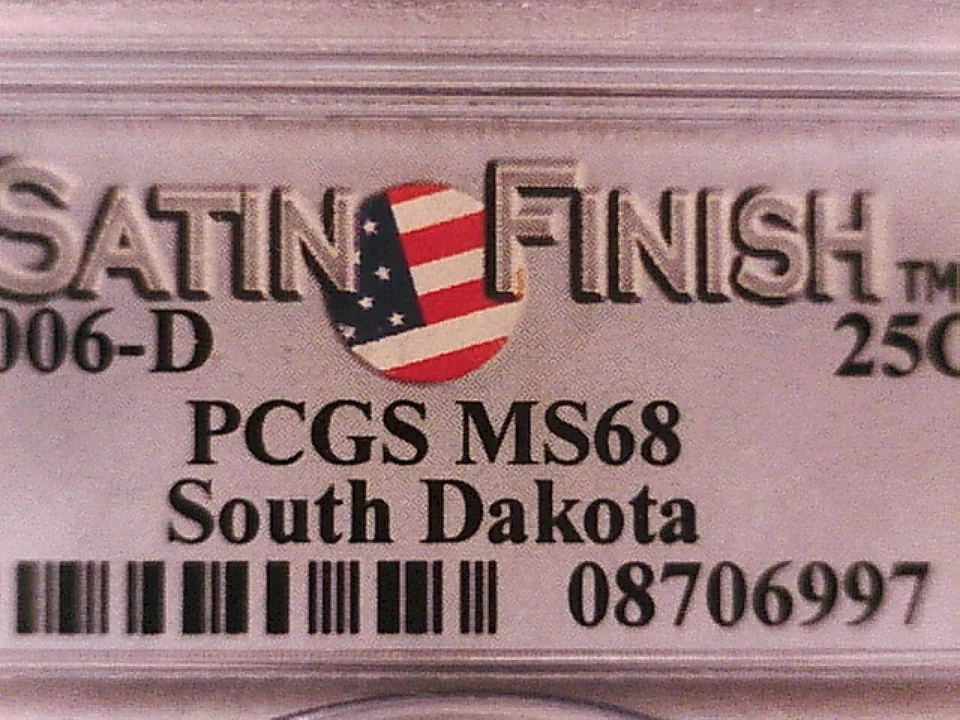 SATIN FINISH TM
006-D 25C
PCGS MS68
South Dakota
08706997